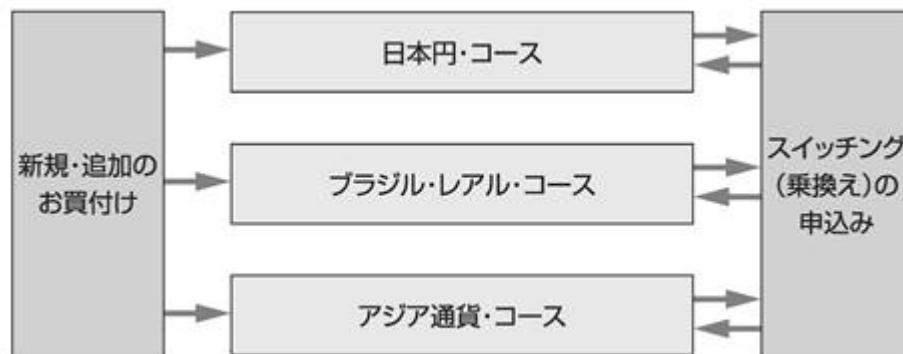 日本円・コース
新規・追加の
お買付け
ブラジル・レアル・コース
スイッチング
(乗換え)の
申込み
アジア通貨・コース